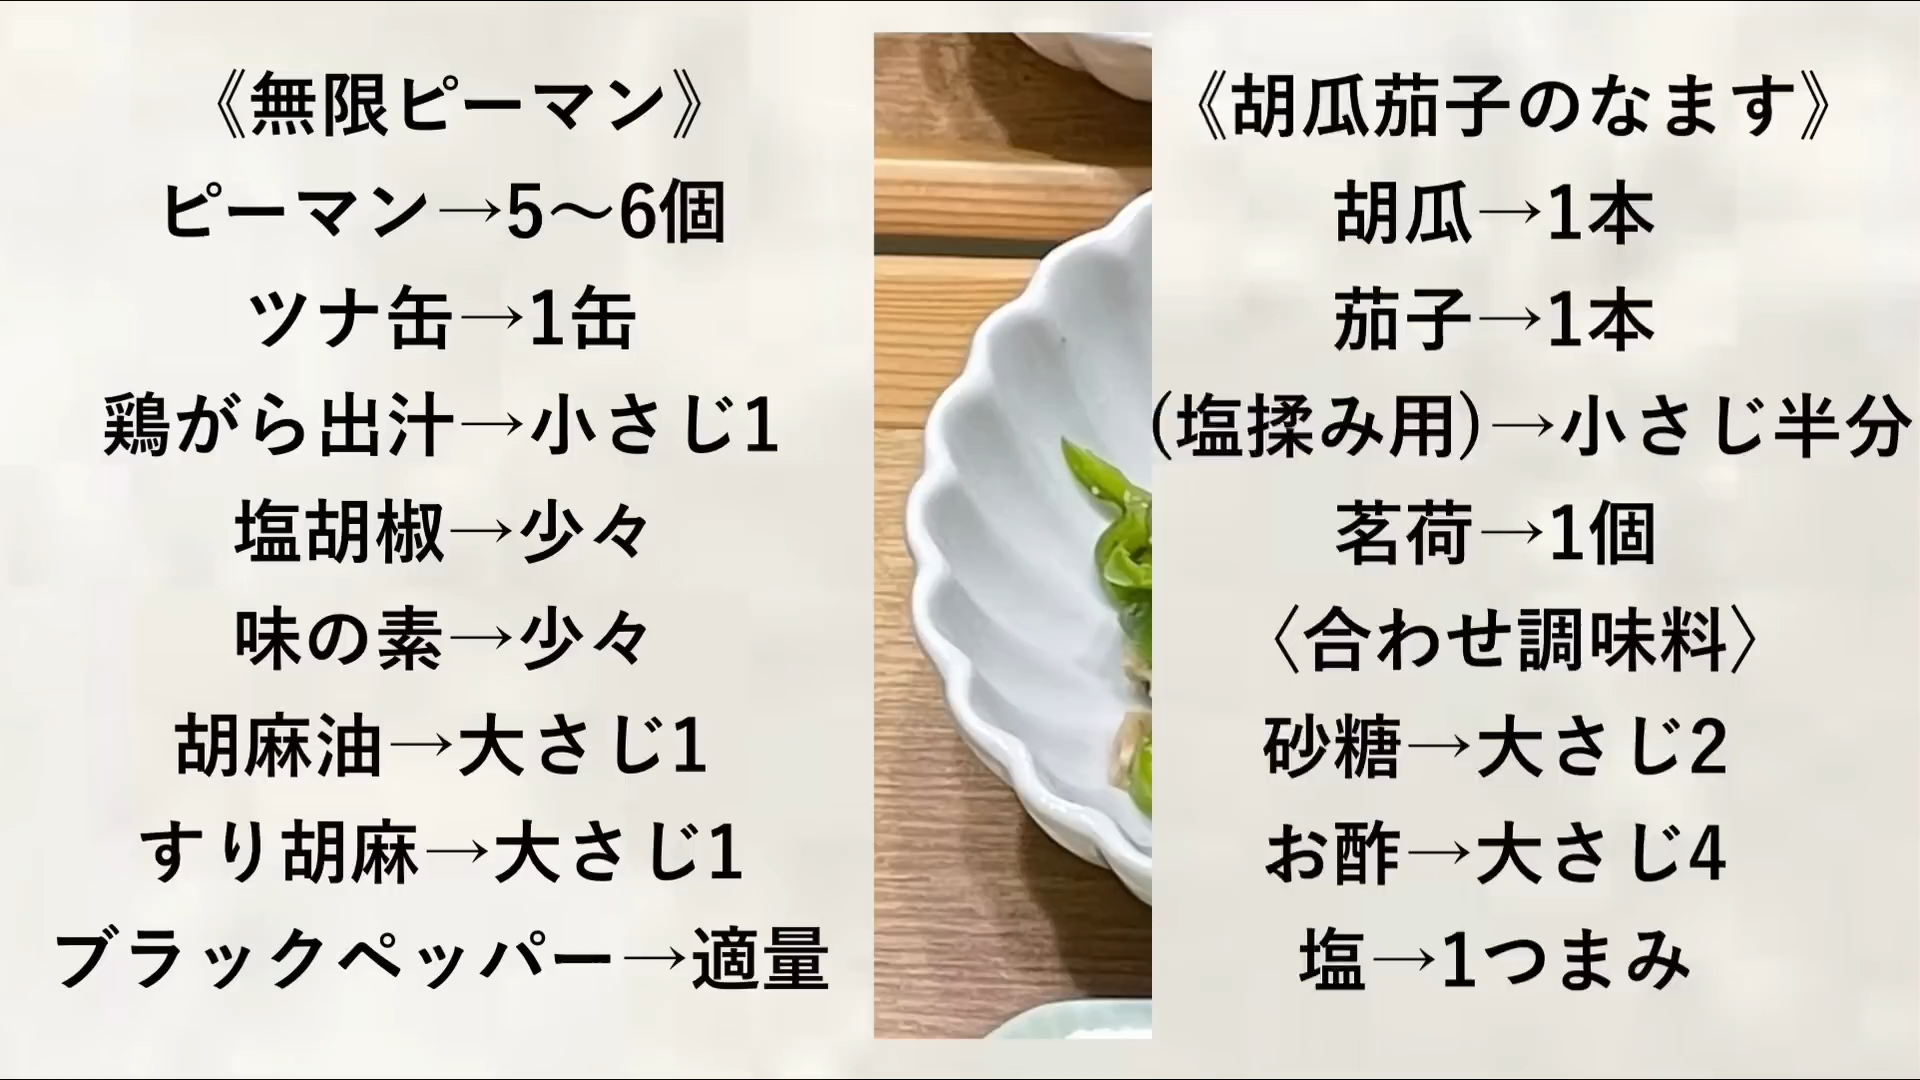 《無限ピーマン》
ピーマン→5〜6個
ツナ缶→1缶
鶏がら出汁→小さじ1
塩胡椒→少々
味の素→少々
胡麻油→大さじ1
すり胡麻→大さじ1
ブラックペッパー→適量
《胡瓜茄子のなます》
胡瓜→1本
茄子→1本
(塩揉み用)→小さじ半分
茗荷→1個
〈合わせ調味料〉
砂糖→大さじ2
お酢→大さじ4
塩→1つまみ